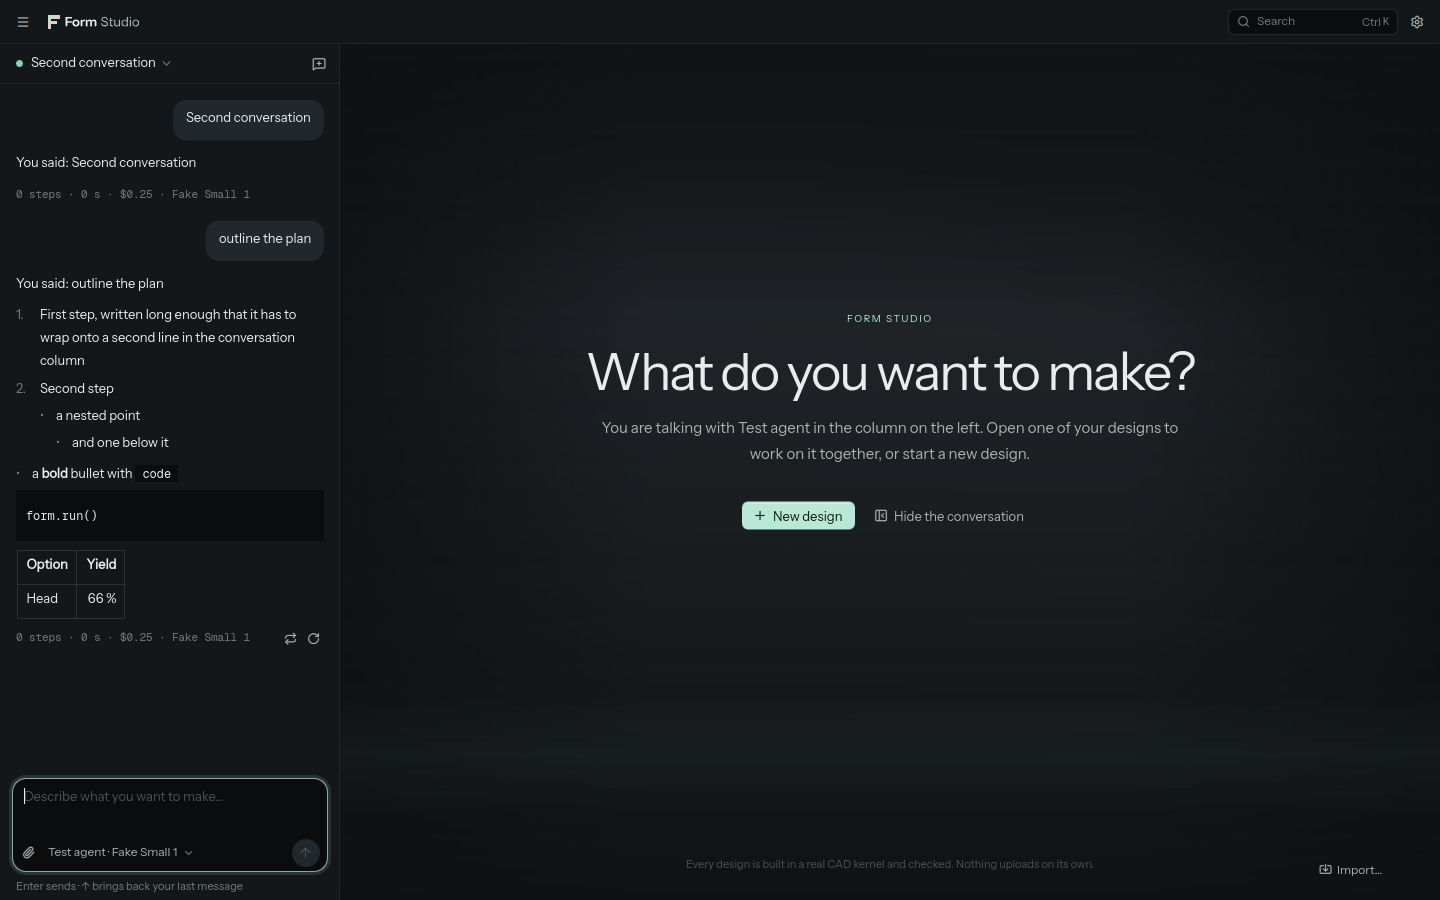 Form Studio
Search Ctrl K
Second conversation
Second conversation
You said: Second conversation
0 steps · 0 s · $0.25 · Fake Small 1
outline the plan
You said: outline the plan
1. First step, written long enough that it has to
wrap onto a second line in the conversation
column
2. Second step
· a nested point
· and one below it
· a bold bullet with code
form.run()
Option Yield
Head 66 %
0 steps · 0 s · $0.25 · Fake Small 1
Describe what you want to make...
Test agent · Fake Small 1
Enter sends · ↑ brings back your last message
FORM STUDIO
What do you want to make?
You are talking with Test agent in the column on the left. Open one of your designs to
work on it together, or start a new design.
New design
Hide the conversation
Every design is built in a real CAD kernel and checked. Nothing uploads on its own.
Import...